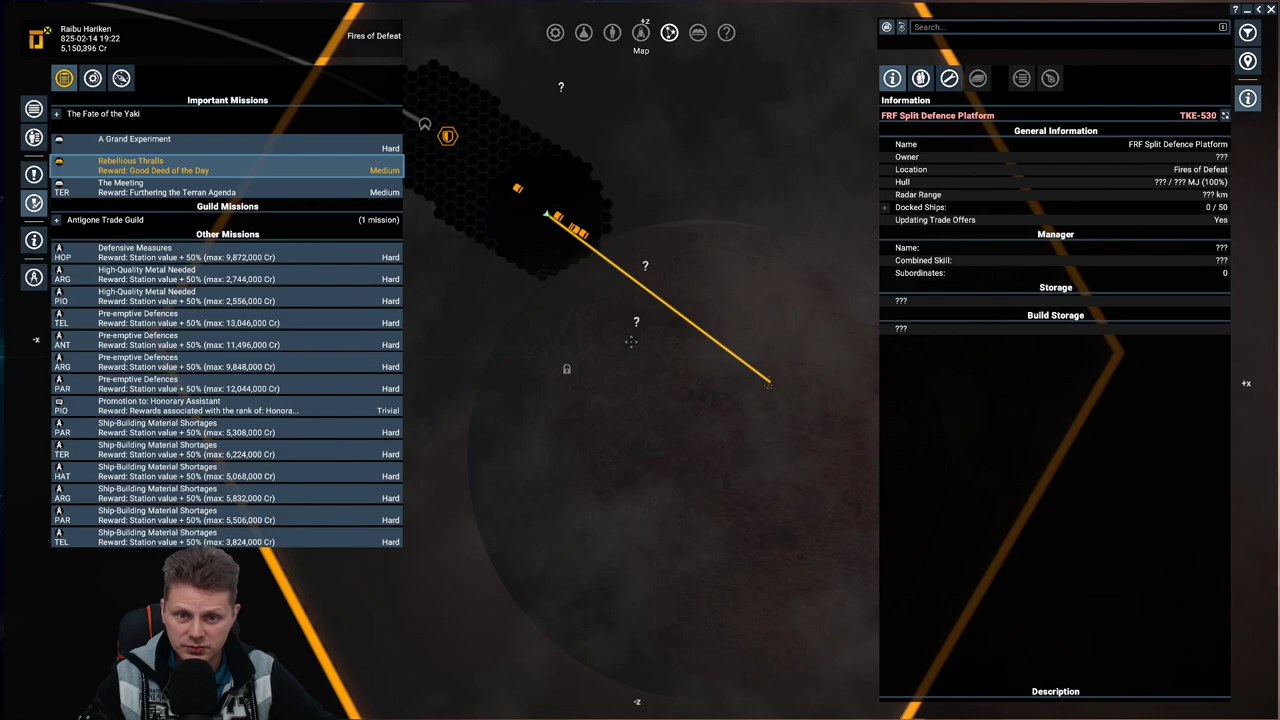 Raibu Hariken
825-02-14 19:22
5,150,396 Cr
Fires of Defeat
+z
Map
Search...
Important Missions
The Fate of the Yaki
A Grand Experiment
Hard
Rebellious Thralls
Reward: Good Deed of the Day Medium
The Meeting
TER Reward: Furthering the Terran Agenda Medium
Guild Missions
Antigone Trade Guild (1 mission)
Other Missions
Defensive Measures
HOP Reward: Station value + 50% (max: 9,872,000 Cr) Hard
High-Quality Metal Needed
ARG Reward: Station value + 50% (max: 2,744,000 Cr) Hard
High-Quality Metal Needed
PIO Reward: Station value + 50% (max: 2,556,000 Cr) Hard
Pre-emptive Defences
TEL Reward: Station value + 50% (max: 13,046,000 Cr) Hard
Pre-emptive Defences
ANT Reward: Station value + 50% (max: 11,496,000 Cr) Hard
Pre-emptive Defences
ARG Reward: Station value + 50% (max: 9,848,000 Cr) Hard
Pre-emptive Defences
PAR Reward: Station value + 50% (max: 12,044,000 Cr) Hard
Promotion to: Honorary Assistant
PIO Reward: Rewards associated with the rank of: Honora... Trivial
Ship-Building Material Shortages
PAR Reward: Station value + 50% (max: 5,308,000 Cr) Hard
Ship-Building Material Shortages
TER Reward: Station value + 50% (max: 6,224,000 Cr) Hard
Ship-Building Material Shortages
HAT Reward: Station value + 50% (max: 5,068,000 Cr) Hard
Ship-Building Material Shortages
ARG Reward: Station value + 50% (max: 5,832,000 Cr) Hard
Ship-Building Material Shortages
PAR Reward: Station value + 50% (max: 5,506,000 Cr) Hard
Ship-Building Material Shortages
TEL Reward: Station value + 50% (max: 3,824,000 Cr) Hard
-x
?
?
?
-z
+x
Information
FRF Split Defence Platform TKE-530
General Information
Name FRF Split Defence Platform
Owner ???
Location Fires of Defeat
Hull ??? / ??? MJ (100%)
Radar Range ??? km
Docked Ships: 0 / 50
Updating Trade Offers Yes
Manager
Name: ???
Combined Skill: ???
Subordinates: 0
Storage
???
Build Storage
???
Description